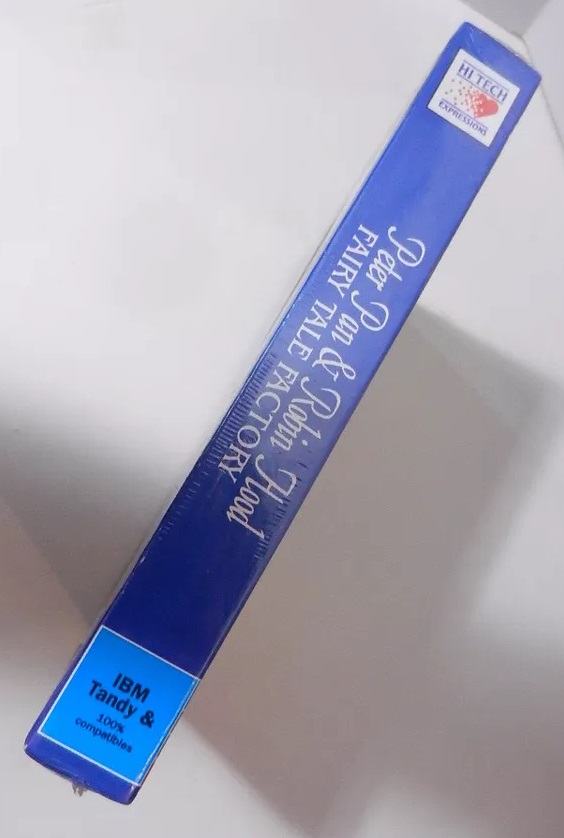 HI TECH
EXPRESSIONS
Peter Pan & Robin Hood
FAIRY TALE FACTORY
IBM
Tandy &
100%
compatibles